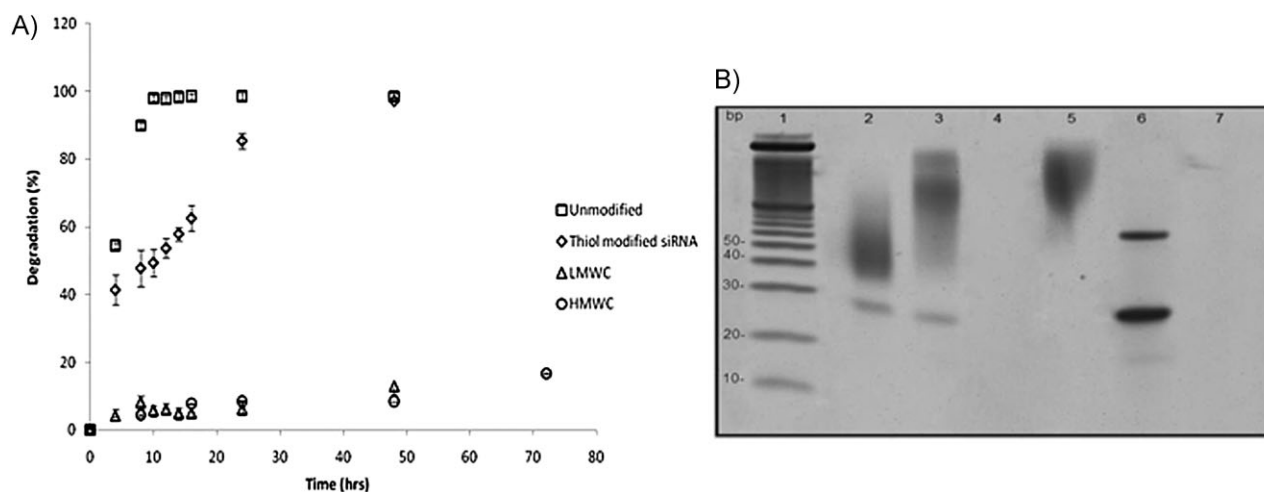 A)
120
100
80
60
40
20
0
Degradation (%)
0 10 20 30 40 50 60 70 80
Time (hrs)
Unmodified
Thiol modified siRNA
LMWC
HMWC
B)
bp 1 2 3 4 5 6 7
50-
40-
30-
20-
10-